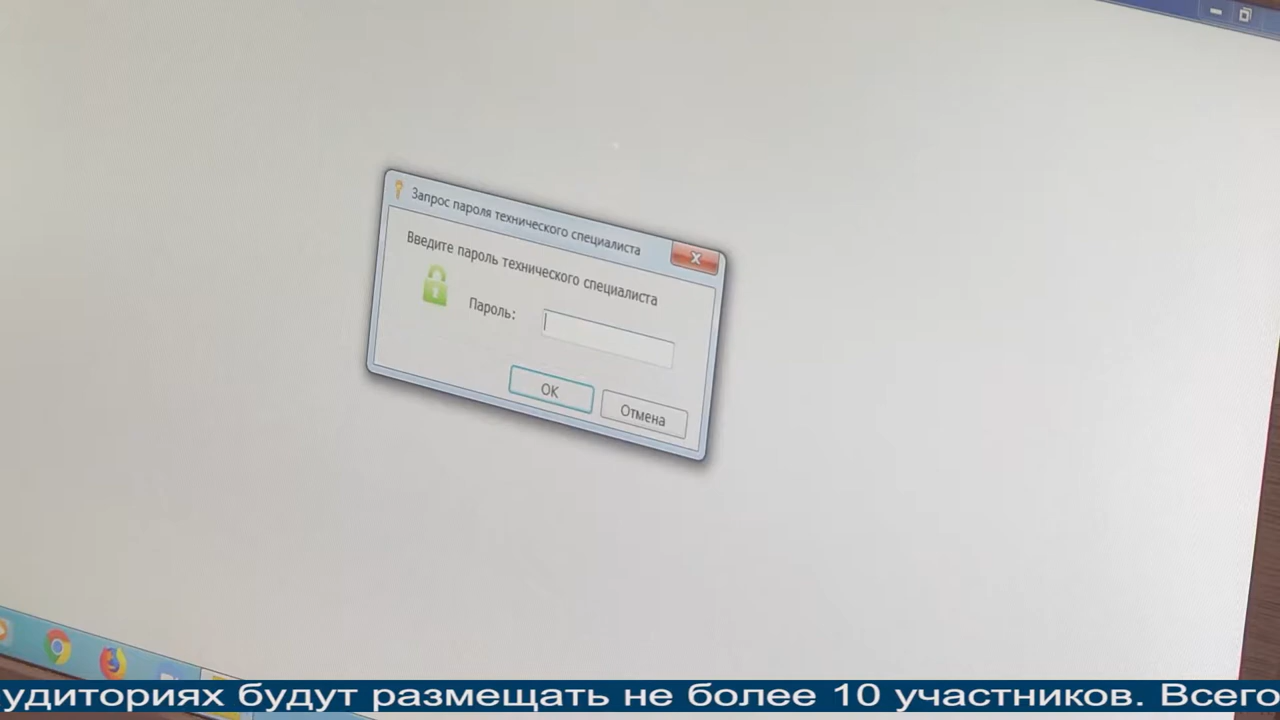 Запрос пароля технического специалиста
Введите пароль технического специалиста
Пароль:
OK
Отмена
удиториях будут размещать не более 10 участников. Всего